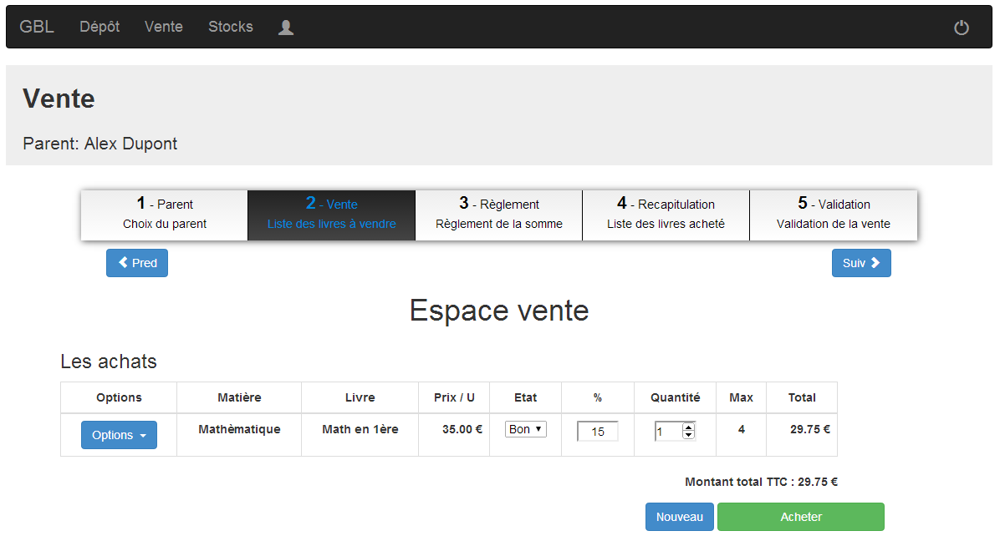 GBL Dépôt Vente Stocks
Vente
Parent: Alex Dupont
1 - Parent 2 - Vente 3 - Règlement 4 - Recapitulation 5 - Validation
Choix du parent Liste des livres à vendre Règlement de la somme Liste des livres acheté Validation de la vente
Pred Suiv
Espace vente
Les achats
Options Matière Livre Prix / U Etat % Quantité Max Total
Options Mathèmatique Math en 1ère 35.00 € Bon 15 1 4 29.75 €
Montant total TTC : 29.75 €
Nouveau Acheter